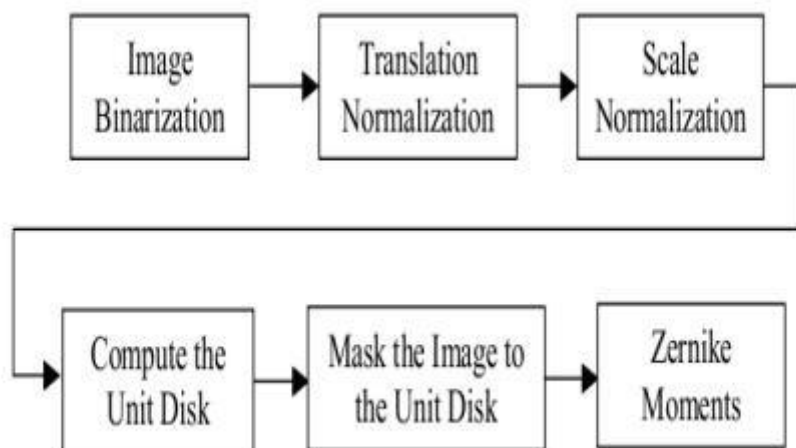 Image
Binarization
Translation
Normalization
Scale
Normalization
Compute the
Unit Disk
Mask the Image to
the Unit Disk
Zernike
Moments